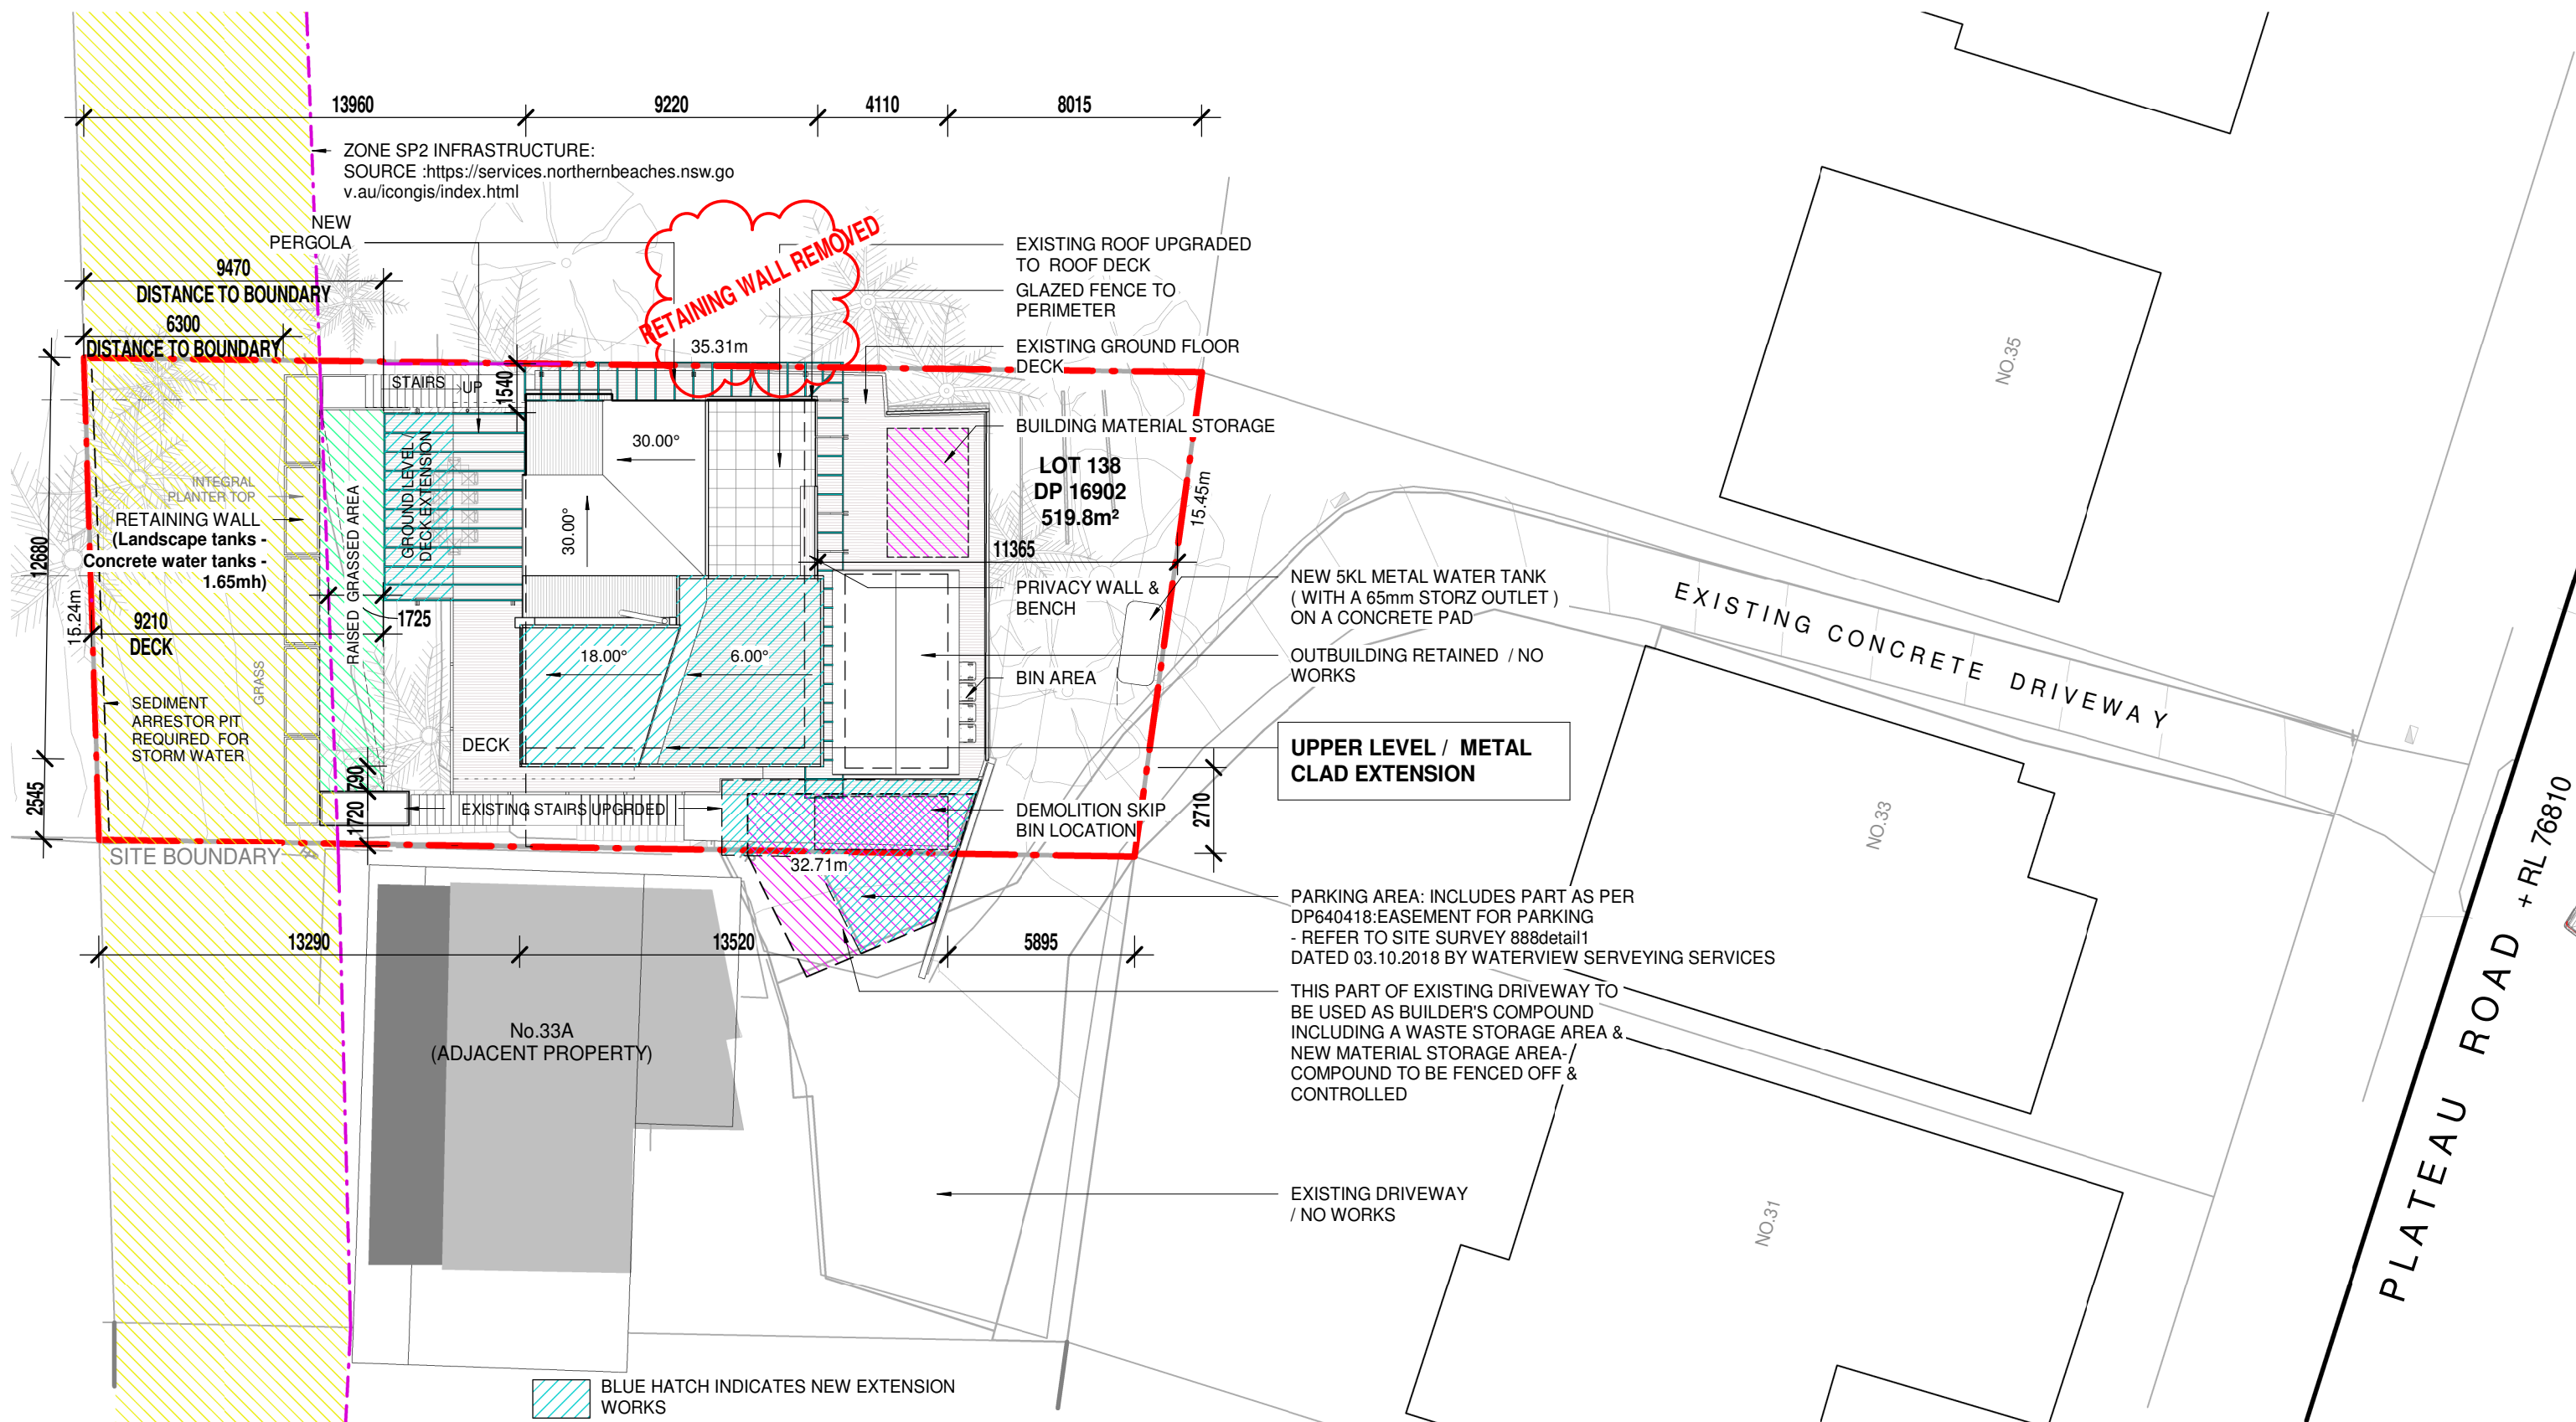 13960
9220
4110
8015
ZONE SP2 INFRASTRUCTURE:
SOURCE :https://services.northernbeaches.nsw.go
v.au/icongis/index.html
NEW
PERGOLA
RETAINING WALL REMOVED
EXISTING ROOF UPGRADED
TO ROOF DECK
GLAZED FENCE TO
PERIMETER
EXISTING GROUND FLOOR
DECK
9470
DISTANCE TO BOUNDARY
6300
DISTANCE TO BOUNDARY
35.31m
STAIRS
UP
1540
BUILDING MATERIAL STORAGE
LOT 138
DP 16902
519.8m²
15.45m
30.00°
30.00°
GROUND LEVEL /
DECK EXTENSION
RAISED GRASSED AREA
INTEGRAL
PLANTER TOP
RETAINING WALL
(Landscape tanks -
Concrete water tanks -
1.65mh)
12680
15.24m
11365
PRIVACY WALL &
BENCH
NEW 5KL METAL WATER TANK
( WITH A 65mm STORZ OUTLET )
ON A CONCRETE PAD
9210
DECK
1725
18.00°
6.00°
OUTBUILDING RETAINED / NO
WORKS
BIN AREA
GRASS
SEDIMENT
ARRESTOR PIT
REQUIRED FOR
STORM WATER
DECK
UPPER LEVEL / METAL
CLAD EXTENSION
2545
790
1720
EXISTING STAIRS UPGRDED
DEMOLITION SKIP
BIN LOCATION
2710
SITE BOUNDARY
32.71m
PARKING AREA: INCLUDES PART AS PER
DP640418:EASEMENT FOR PARKING
- REFER TO SITE SURVEY 888detail1
DATED 03.10.2018 BY WATERVIEW SERVEYING SERVICES
13290
13520
5895
THIS PART OF EXISTING DRIVEWAY TO
BE USED AS BUILDER'S COMPOUND
INCLUDING A WASTE STORAGE AREA &
NEW MATERIAL STORAGE AREA-
COMPOUND TO BE FENCED OFF &
CONTROLLED
No.33A
(ADJACENT PROPERTY)
EXISTING DRIVEWAY
/ NO WORKS
BLUE HATCH INDICATES NEW EXTENSION
WORKS
NO.35
EXISTING CONCRETE DRIVEWAY
NO.33
NO.31
PLATEAU ROAD
+ RL 76810